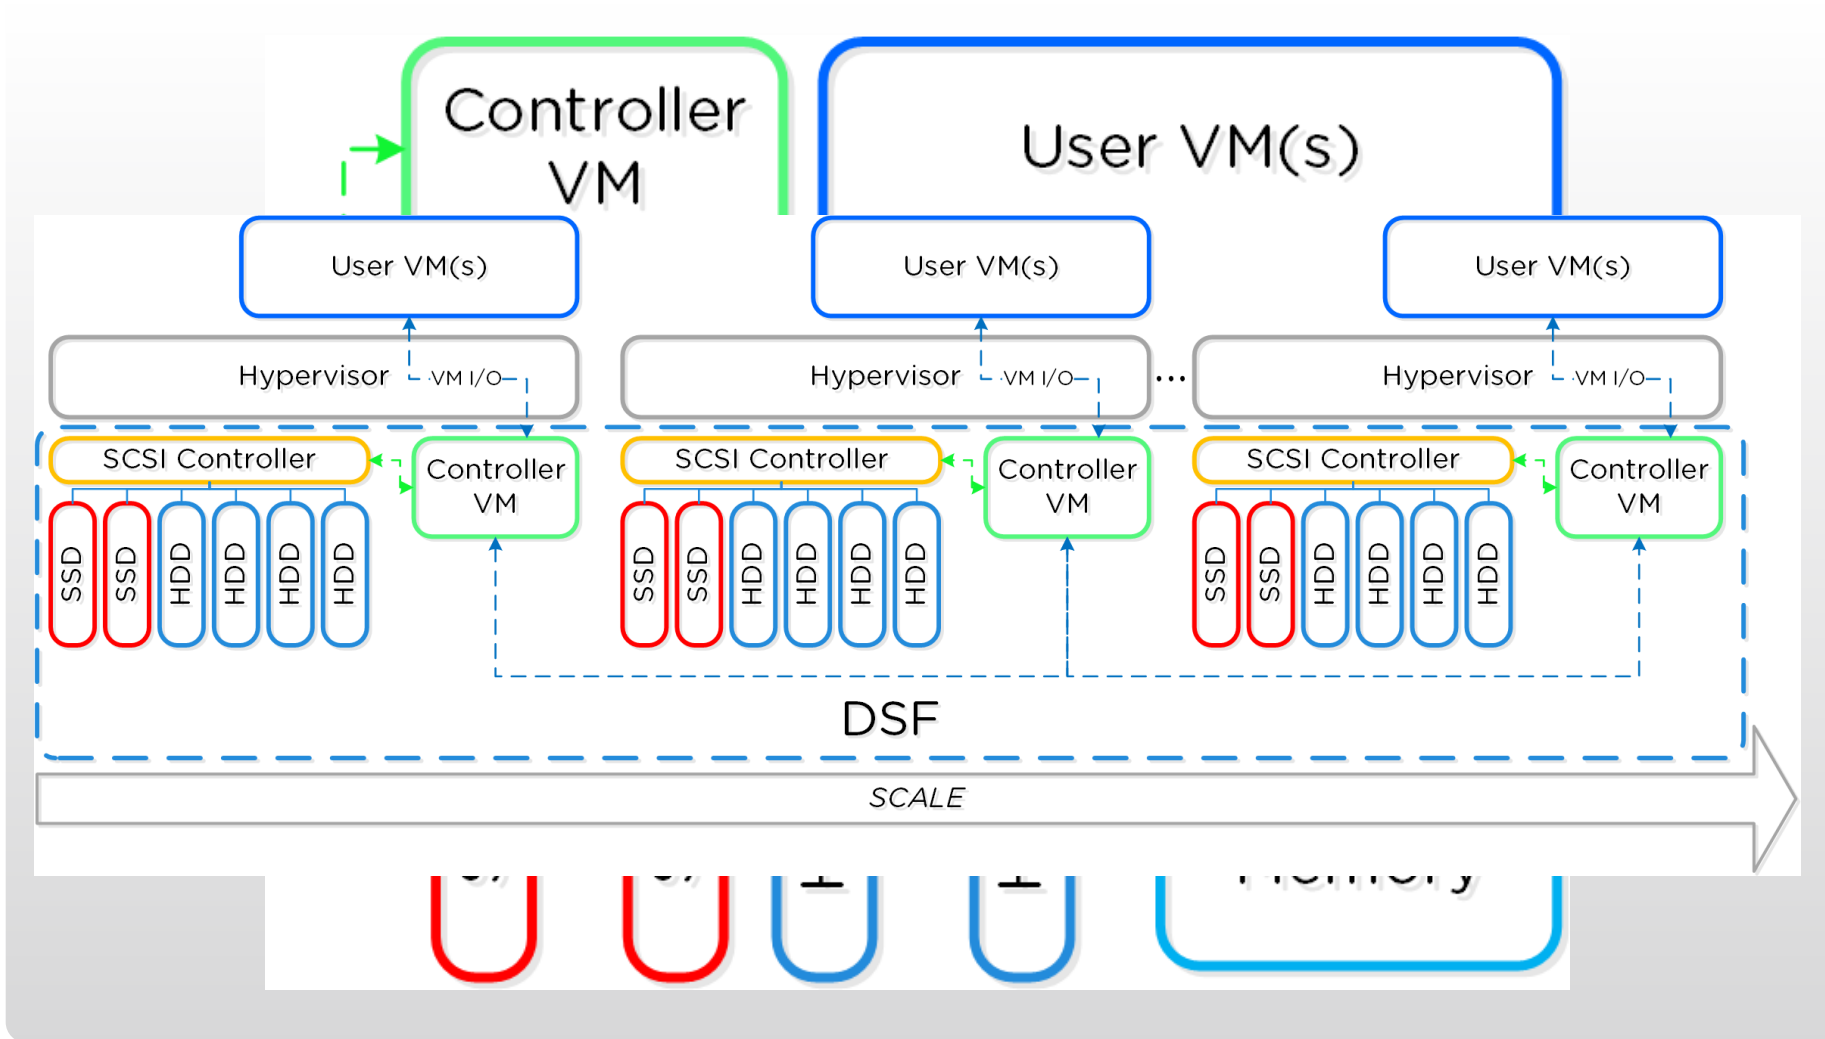 Controller
VM
User VM(s)
User VM(s)
User VM(s)
User VM(s)
Hypervisor
VM I/O
Hypervisor
VM I/O
...
Hypervisor
VM I/O
SCSI Controller
Controller
VM
SCSI Controller
Controller
VM
SCSI Controller
Controller
VM
SSD
SSD
HDD
HDD
HDD
HDD
SSD
SSD
HDD
HDD
HDD
HDD
SSD
SSD
HDD
HDD
HDD
HDD
DSF
SCALE
Memory